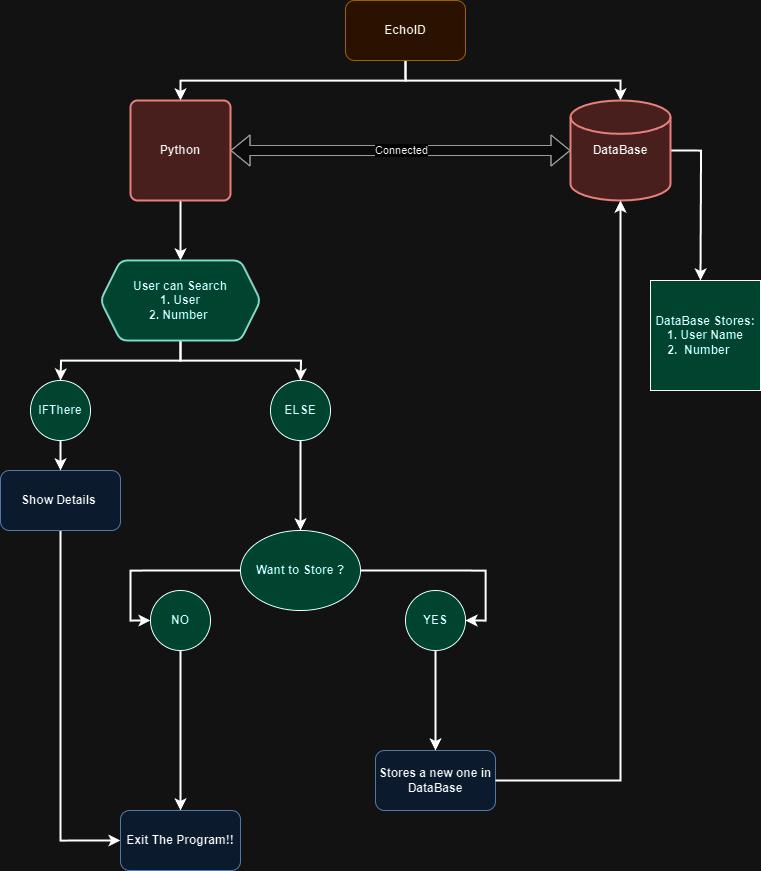 EchoID
Python
Connected
DataBase
User can Search
1. User
2. Number
DataBase Stores:
1. User Name
2. Number
IFThere
ELSE
Show Details
Want to Store ?
NO
YES
Stores a new one in
DataBase
Exit The Program!!